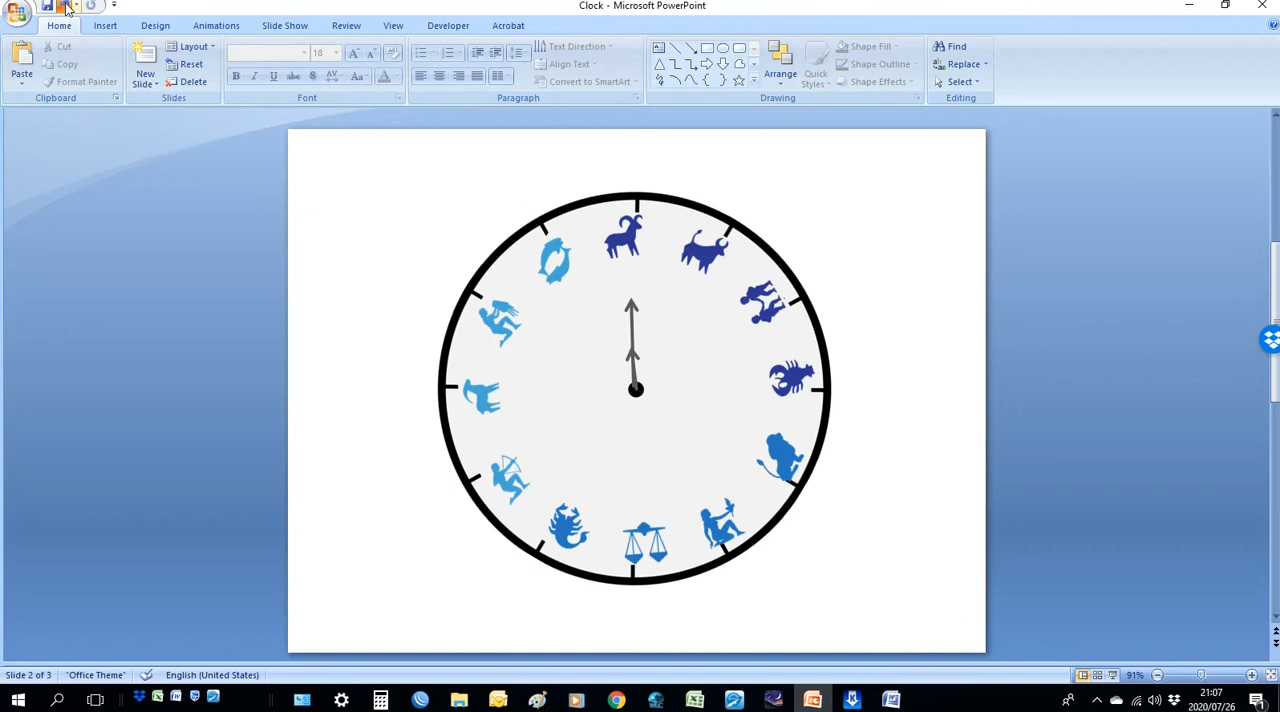 Clock - Microsoft PowerPoint
Home Insert Design Animations Slide Show Review View Developer Acrobat
Paste
Cut
Copy
Format Painter
Clipboard
New Slide
Layout
Reset
Delete
Slides
18
B I U abc S AV Aa A
Font
Text Direction
Align Text
Convert to SmartArt
Paragraph
Arrange
Quick Styles
Shape Fill
Shape Outline
Shape Effects
Drawing
Find
Replace
Select
Editing
Slide 2 of 3 "Office Theme" English (United States) 91%
21:07
2020/07/26